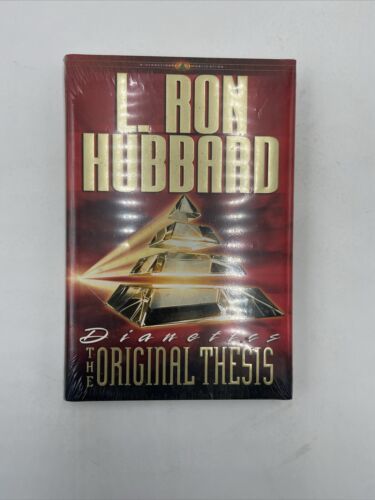 L. RON
HUBBARD
Dianetics
THE ORIGINAL THESIS